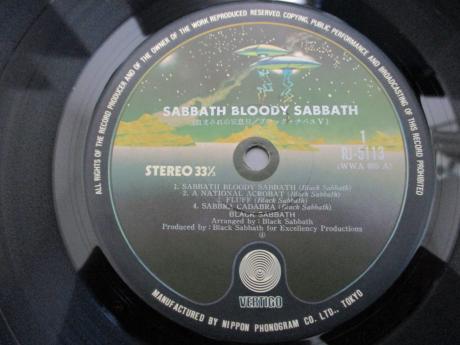 ALL RIGHTS OF THE RECORD PRODUCER AND OF THE OWNER OF THE WORK REPRODUCED RESERVED. COPYING, PUBLIC PERFORMANCE AND BROADCASTING OF THIS RECORD PROHIBITED
SABBATH BLOODY SABBATH
STEREO 33⅓
1
RJ-5113
(WWA 005 A)
1. SABBATH BLOODY SABBATH (Black Sabbath)
2. A NATIONAL ACROBAT (Black Sabbath)
3. FLUFF (Black Sabbath)
4. SABBRA CADABRA (Black Sabbath)
BLACK SABBATH
Arranged by: Black Sabbath
Produced by: Black Sabbath for Excellency Productions
VERTIGO
MANUFACTURED BY NIPPON PHONOGRAM CO. LTD., TOKYO